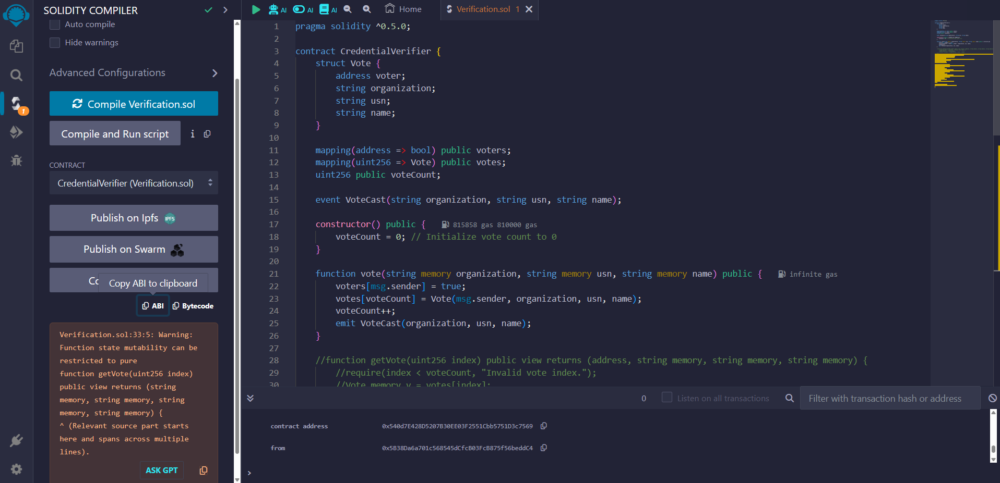 SOLIDITY COMPILER
Auto compile
Hide warnings
Advanced Configurations
Compile Verification.sol
Compile and Run script
i
CONTRACT
CredentialVerifier (Verification.sol)
Publish on Ipfs
IPFS
Publish on Swarm
Co
Copy ABI to clipboard
ABI
Bytecode
Verification.sol:33:5: Warning:
Function state mutability can be
restricted to pure
function getVote(uint256 index)
public view returns (string
memory, string memory, string
memory, string memory) {
^ (Relevant source part starts
here and spans across multiple
lines).
ASK GPT
1
AI
AI
AI
Home
Verification.sol 1
1 pragma solidity ^0.5.0;
2
3 contract CredentialVerifier {
4 struct Vote {
5 address voter;
6 string organization;
7 string usn;
8 string name;
9 }
10
11 mapping(address => bool) public voters;
12 mapping(uint256 => Vote) public votes;
13 uint256 public voteCount;
14
15 event VoteCast(string organization, string usn, string name);
16
17 constructor() public { 815858 gas 810000 gas
18 voteCount = 0; // Initialize vote count to 0
19 }
20
21 function vote(string memory organization, string memory usn, string memory name) public { infinite gas
22 voters[msg.sender] = true;
23 votes[voteCount] = Vote(msg.sender, organization, usn, name);
24 voteCount++;
25 emit VoteCast(organization, usn, name);
26 }
27
28 //function getVote(uint256 index) public view returns (address, string memory, string memory, string memory) {
29 //require(index < voteCount, "Invalid vote index.");
30 //Vote memory v = votes[index];
0
Listen on all transactions
Filter with transaction hash or address
contract address 0x540d7E428D5207B30EE03F2551Cbb5751D3c7569
from 0x5B38Da6a701c568545dCfcB03FcB875f56beddC4
>